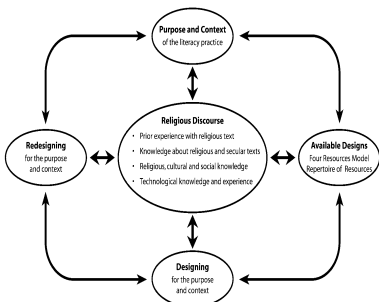 Purpose and Context
of the literacy practice
Religious Discourse
• Prior experience with religious text
• Knowledge about religious and secular texts
• Religious, cultural and social knowledge
• Technological knowledge and experience
Redesigning
for the purpose
and context
Available Designs
Four Resources Model
Repertoire of Resources
Designing
for the purpose
and context